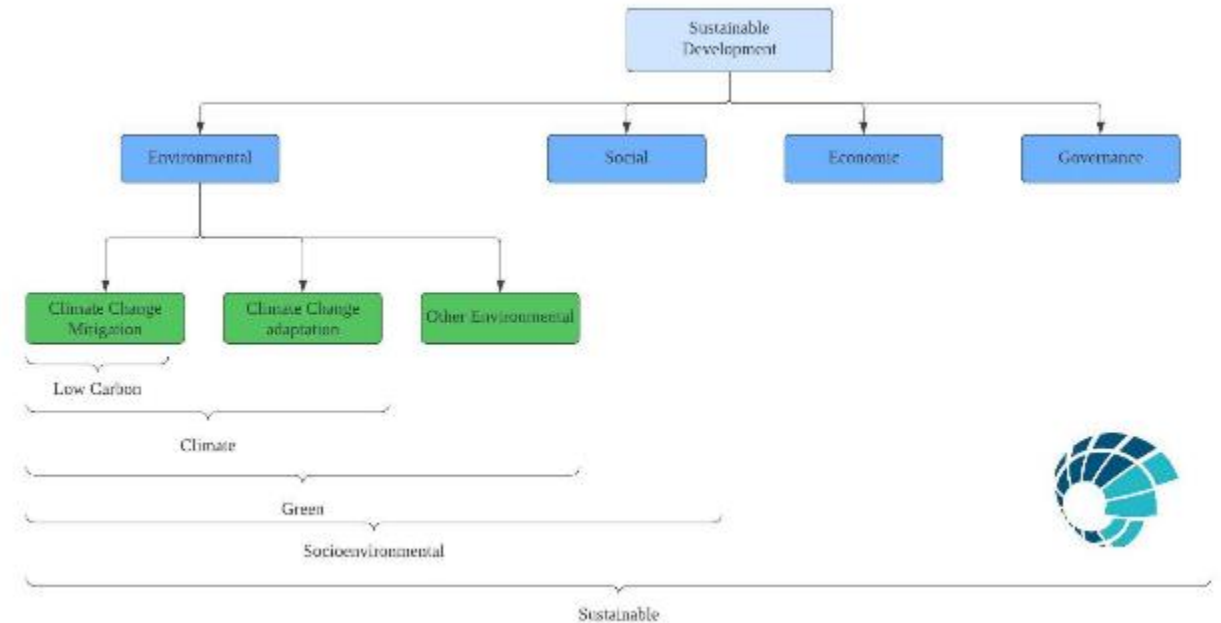 Sustainable
Development
Environmental
Social
Economic
Governance
Climate Change
Mitigation
Climate Change
adaptation
Other Environmental
Low Carbon
Climate
Green
Socioenvironmental
Sustainable